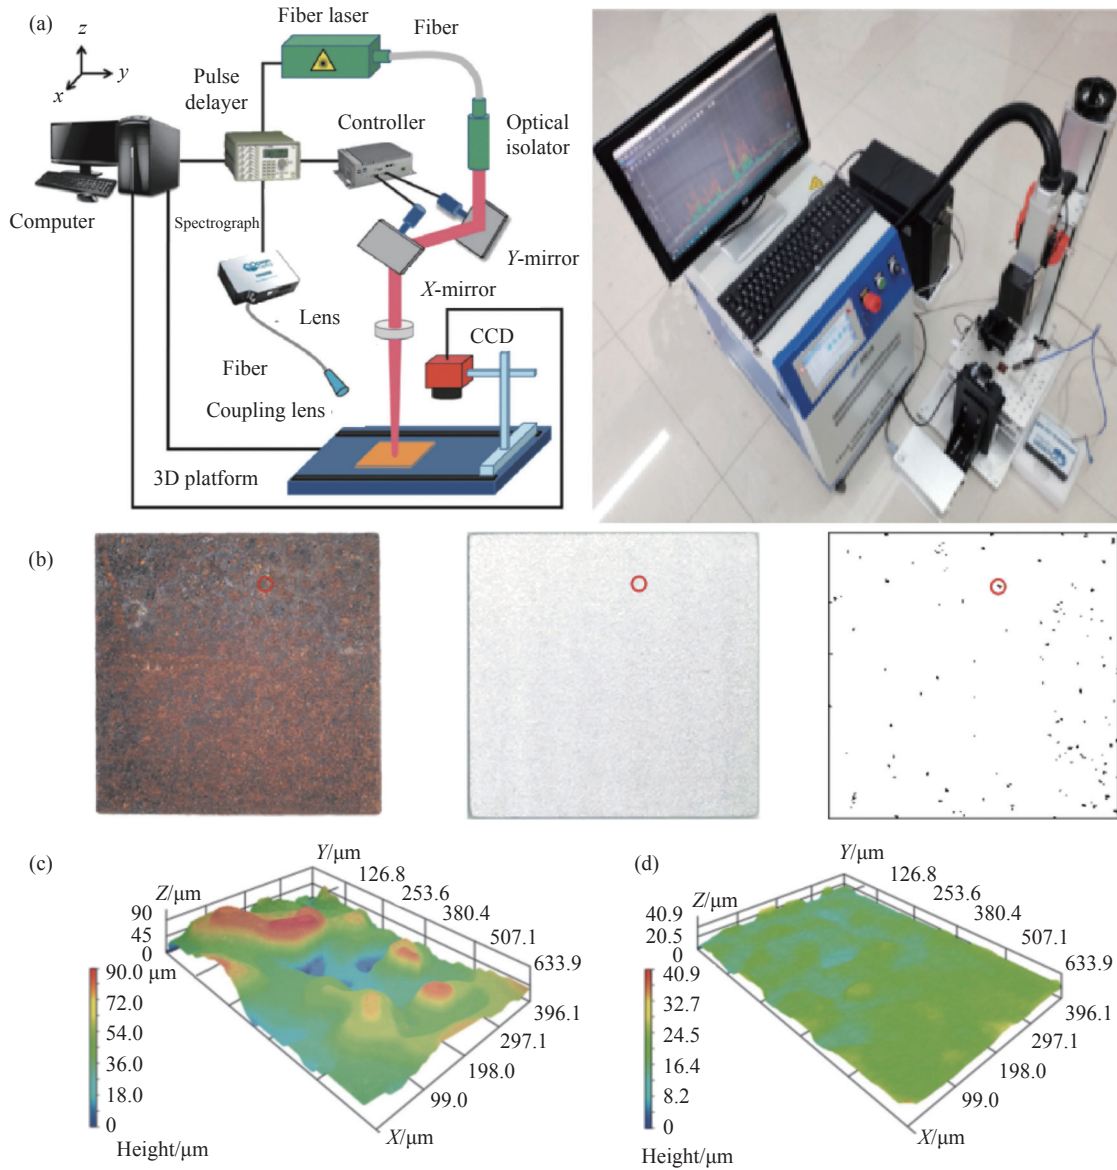 (a)
Fiber laser
Fiber
z
y
x
Pulse
delayer
Controller
Optical
isolator
Computer
Spectrograph
Y-mirror
X-mirror
Lens
CCD
Fiber
Coupling lens
3D platform
(b)
(c)
Y/μm
126.8
253.6
380.4
507.1
633.9
Z/μm
90
45
0
90.0 μm
72.0
54.0
36.0
18.0
0
Height/μm
396.1
297.1
198.0
99.0
X/μm
(d)
Y/μm
126.8
253.6
380.4
507.1
633.9
Z/μm
40.9
20.5
0
40.9
32.7
24.5
16.4
8.2
0
Height/μm
396.1
297.1
198.0
99.0
X/μm